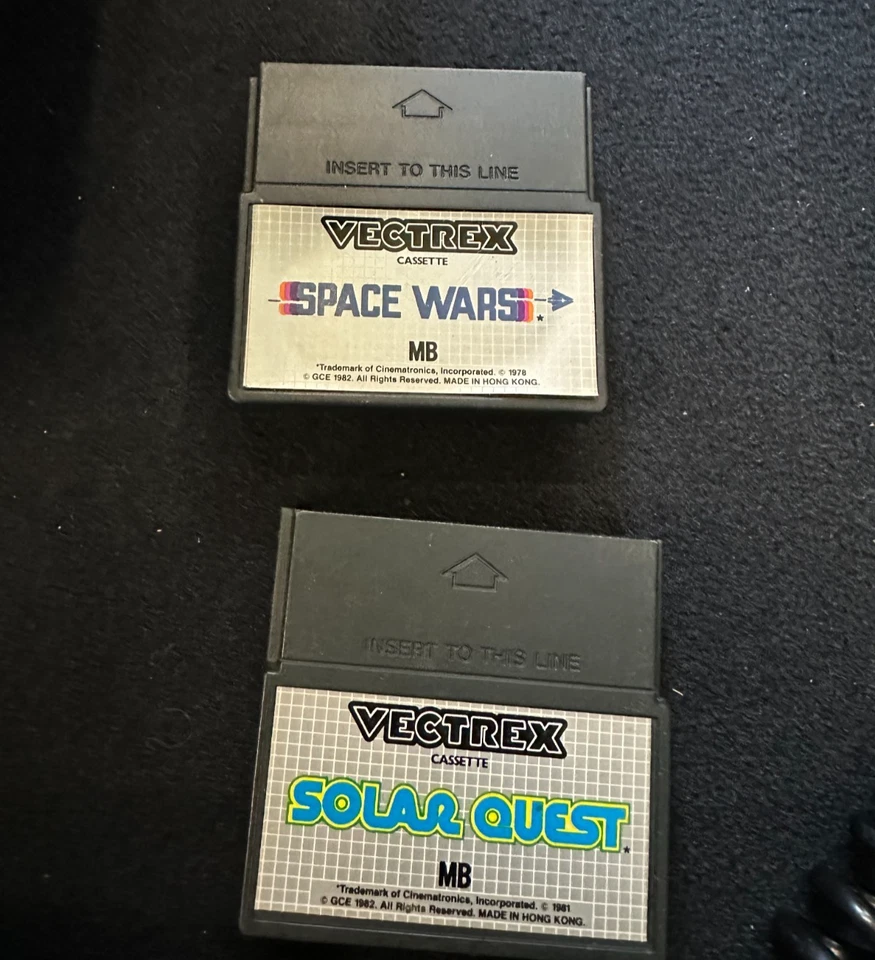 INSERT TO THIS LINE
VECTREX
CASSETTE
SPACE WARS*
MB
*Trademark of Cinematronics, Incorporated. © 1978
© GCE 1982. All Rights Reserved. MADE IN HONG KONG.
INSERT TO THIS LINE
VECTREX
CASSETTE
SOLAR QUEST*
MB
*Trademark of Cinematronics, Incorporated. © 1981
© GCE 1982. All Rights Reserved. MADE IN HONG KONG.